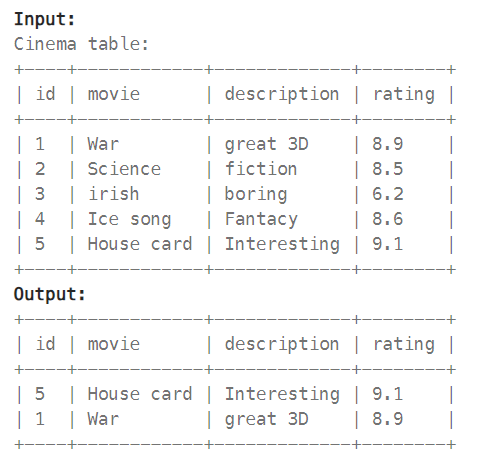 Input:
Cinema table:
+----+------------+-------------+--------+
| id | movie      | description | rating |
+----+------------+-------------+--------+
| 1  | War        | great 3D    | 8.9    |
| 2  | Science    | fiction     | 8.5    |
| 3  | irish      | boring      | 6.2    |
| 4  | Ice song   | Fantacy     | 8.6    |
| 5  | House card | Interesting | 9.1    |
+----+------------+-------------+--------+
Output:
+----+------------+-------------+--------+
| id | movie      | description | rating |
+----+------------+-------------+--------+
| 5  | House card | Interesting | 9.1    |
| 1  | War        | great 3D    | 8.9    |
+----+------------+-------------+--------+